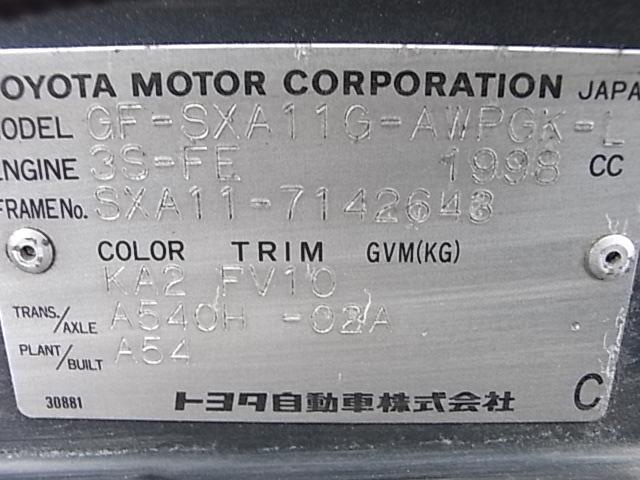 TOYOTA MOTOR CORPORATION JAPAN
MODEL GF-SXA11G-AWPGK-L
ENGINE 3S-FE 1998 CC
FRAME No. SXA11-7142643
COLOR TRIM GVM(KG)
KA2 FV10
TRANS./AXLE A540H -02A
PLANT/BUILT A54
30881 トヨタ自動車株式会社 C